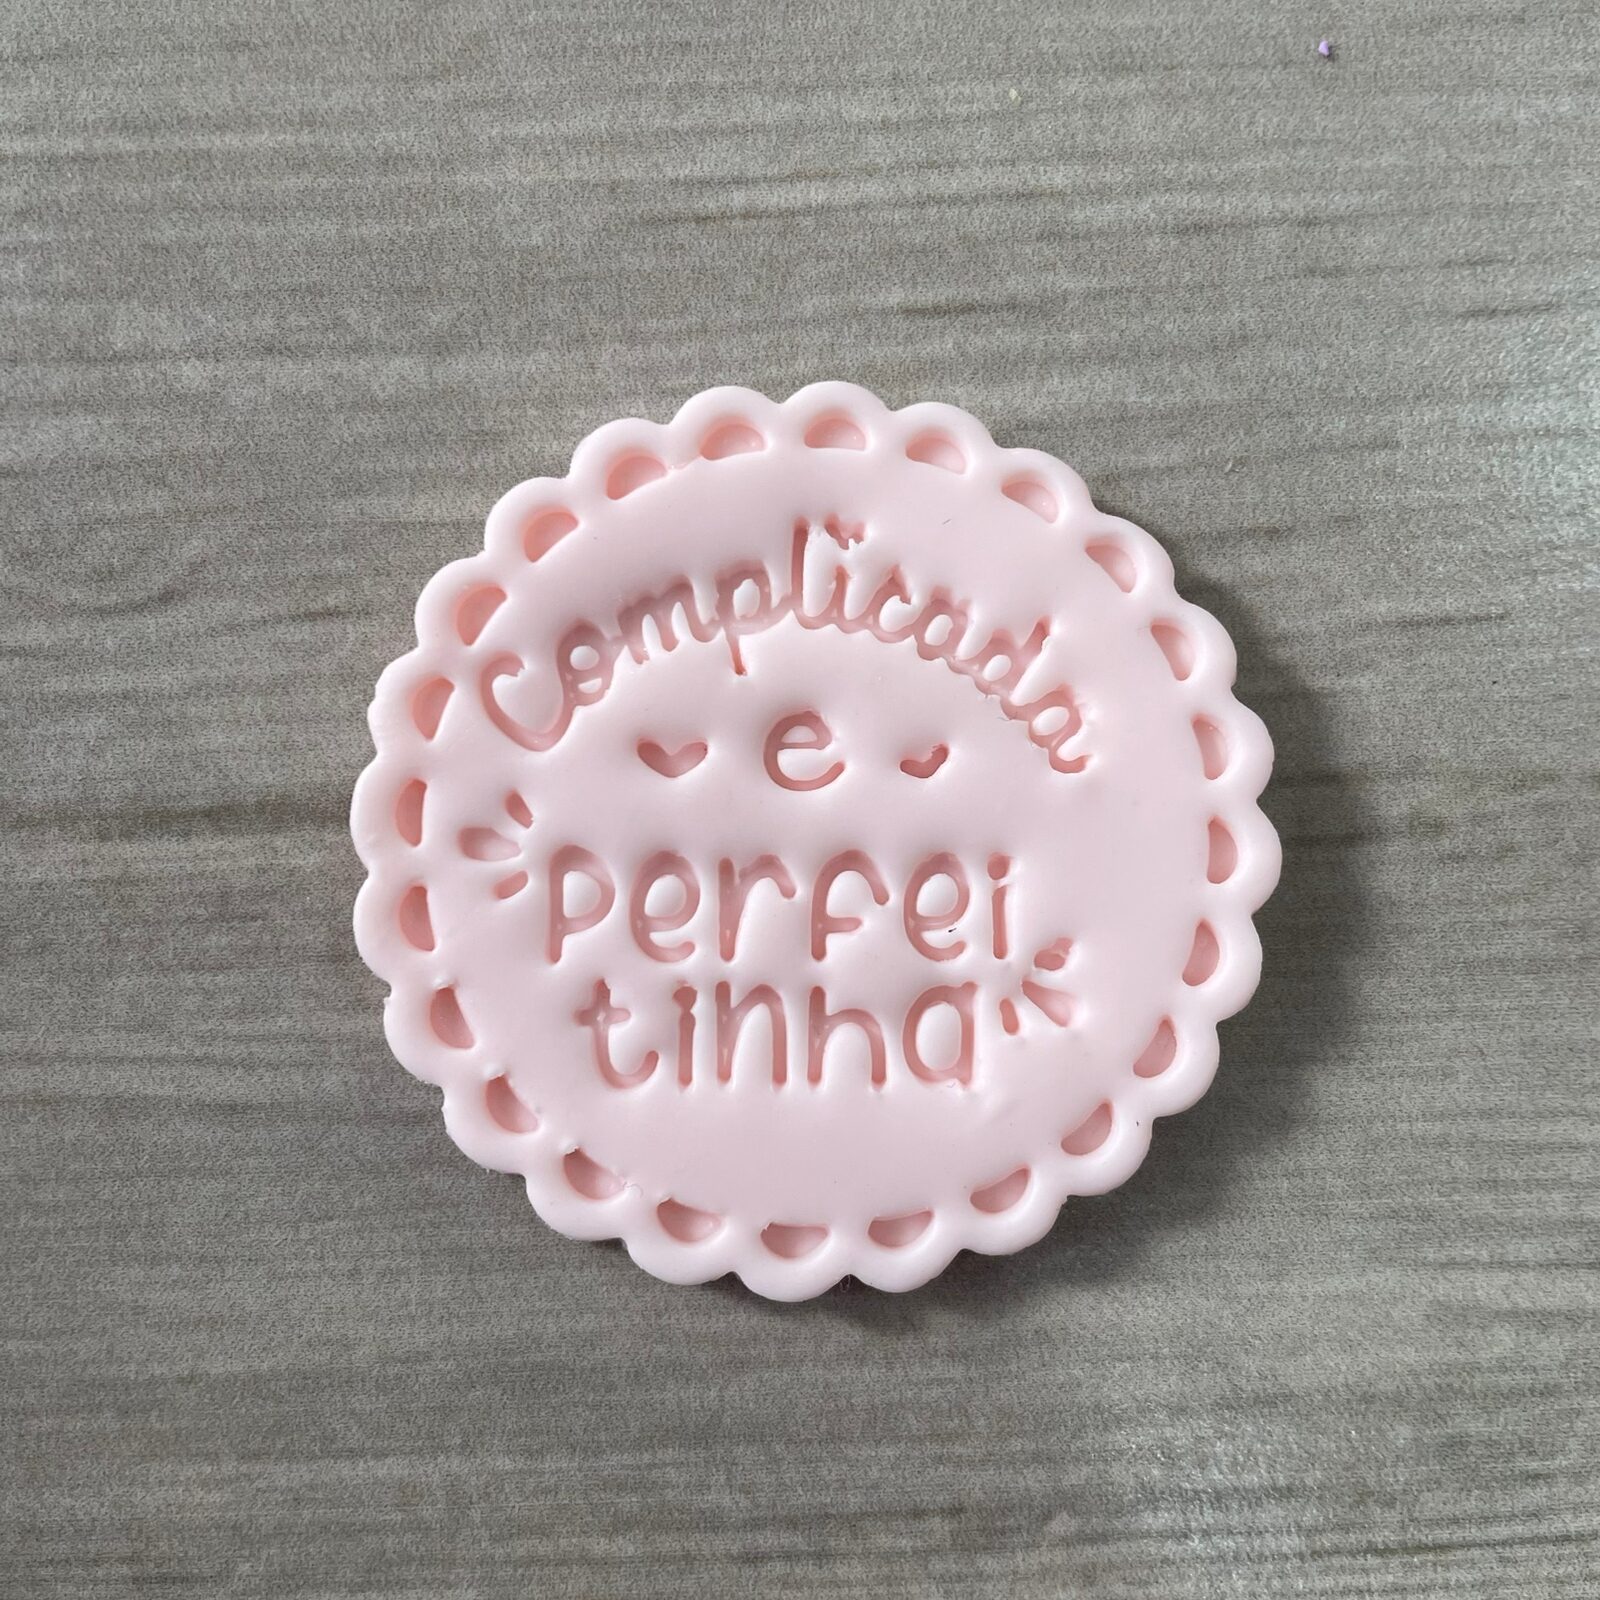 Complicada
e
perfei
tinha